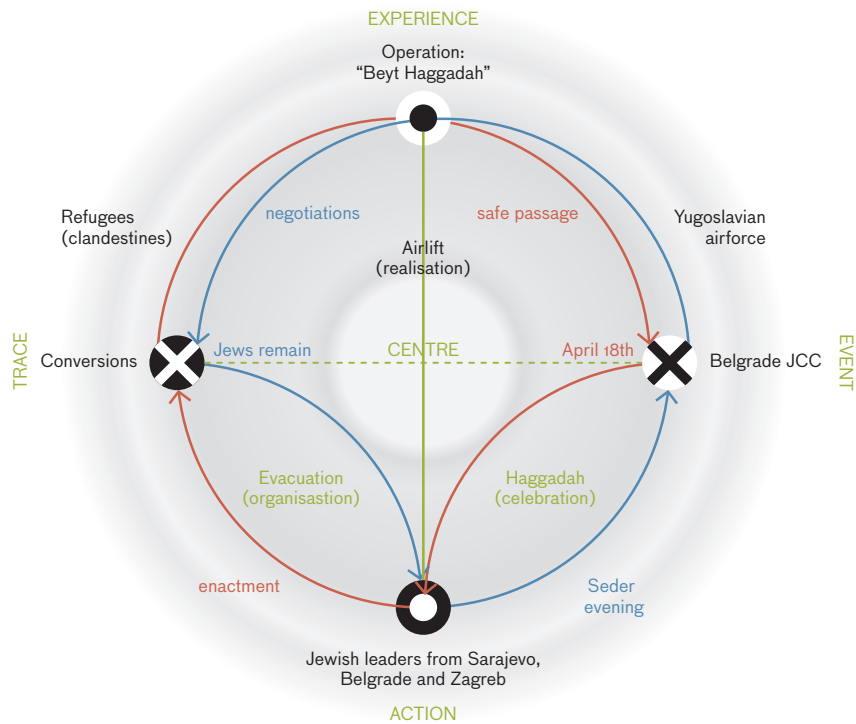 EXPERIENCE
Operation:
“Beyt Haggadah”
Refugees
(clandestines)
negotiations
safe passage
Yugoslavian
airforce
Airlift
(realisation)
TRACE
Conversions
Jews remain
CENTRE
April 18th
Belgrade JCC
EVENT
Evacuation
(organisastion)
Haggadah
(celebration)
enactment
Seder
evening
Jewish leaders from Sarajevo,
Belgrade and Zagreb
ACTION